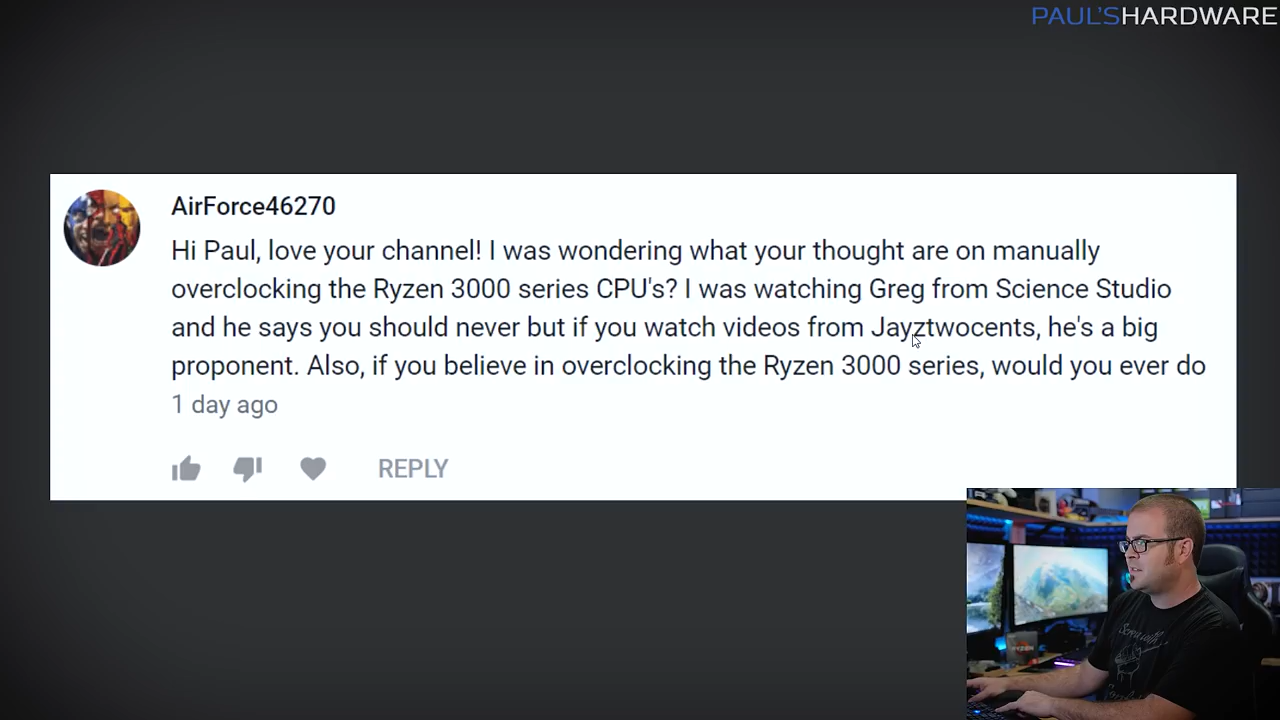 PAUL'SHARDWARE
AirForce46270
Hi Paul, love your channel! I was wondering what your thought are on manually
overclocking the Ryzen 3000 series CPU's? I was watching Greg from Science Studio
and he says you should never but if you watch videos from Jayztwocents, he's a big
proponent. Also, if you believe in overclocking the Ryzen 3000 series, would you ever do
1 day ago
REPLY
RYZEN